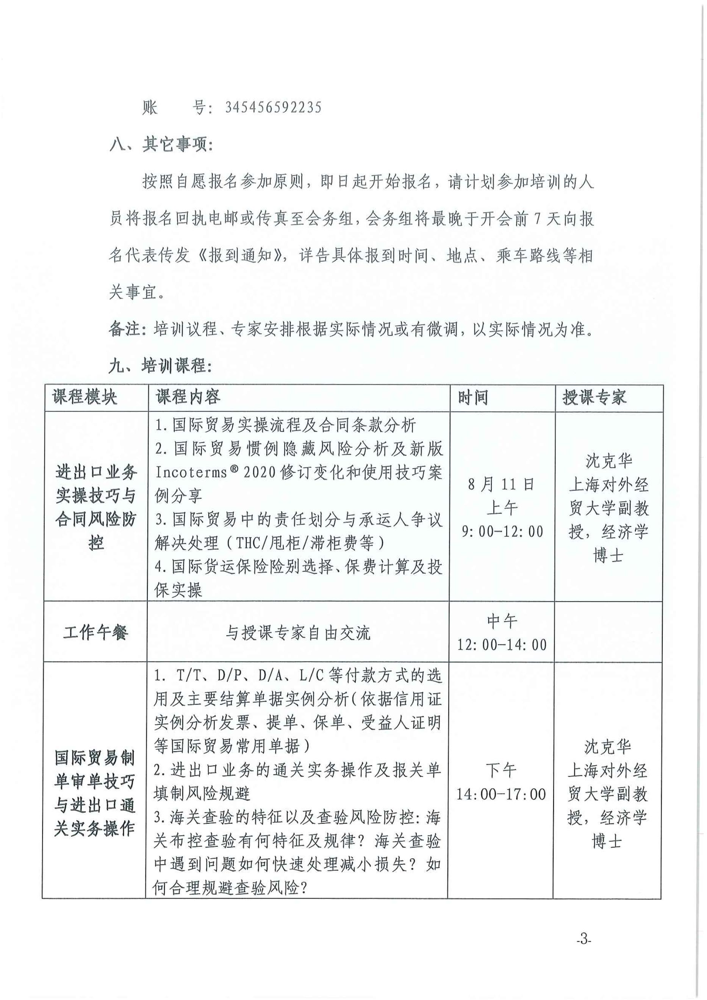 账　　号：345456592235
八、其它事项：
按照自愿报名参加原则，即日起开始报名，请计划参加培训的人
员将报名回执电邮或传真至会务组，会务组将最晚于开会前 7 天向报
名代表传发《报到通知》，详告具体报到时间、地点、乘车路线等相
关事宜。
备注：培训议程、专家安排根据实际情况或有微调，以实际情况为准。
九、培训课程：
课程模块 课程内容 时间 授课专家
进出口业务
实操技巧与
合同风险防
控
1. 国际贸易实操流程及合同条款分析
2. 国际贸易惯例隐藏风险分析及新版
Incoterms® 2020 修订变化和使用技巧案
例分享
3. 国际贸易中的责任划分与承运人争议
解决处理（THC/甩柜/滞柜费等）
4. 国际货运保险险别选择、保费计算及投
保实操
8 月 11 日
上午
9：00-12：00
沈克华
上海对外经
贸大学副教
授，经济学
博士
工作午餐
与授课专家自由交流
中午
12：00-14：00
国际贸易制
单审单技巧
与进出口通
关实务操作
1. T/T、D/P、D/A、L/C 等付款方式的选
用及主要结算单据实例分析（依据信用证
实例分析发票、提单、保单、受益人证明
等国际贸易常用单据）
2. 进出口业务的通关实务操作及报关单
填制风险规避
3. 海关查验的特征以及查验风险防控：海
关布控查验有何特征及规律？海关查验
中遇到问题如何快速处理减小损失？如
何合理规避查验风险？
下午
14:00-17:00
沈克华
上海对外经
贸大学副教
授，经济学
博士
-3-